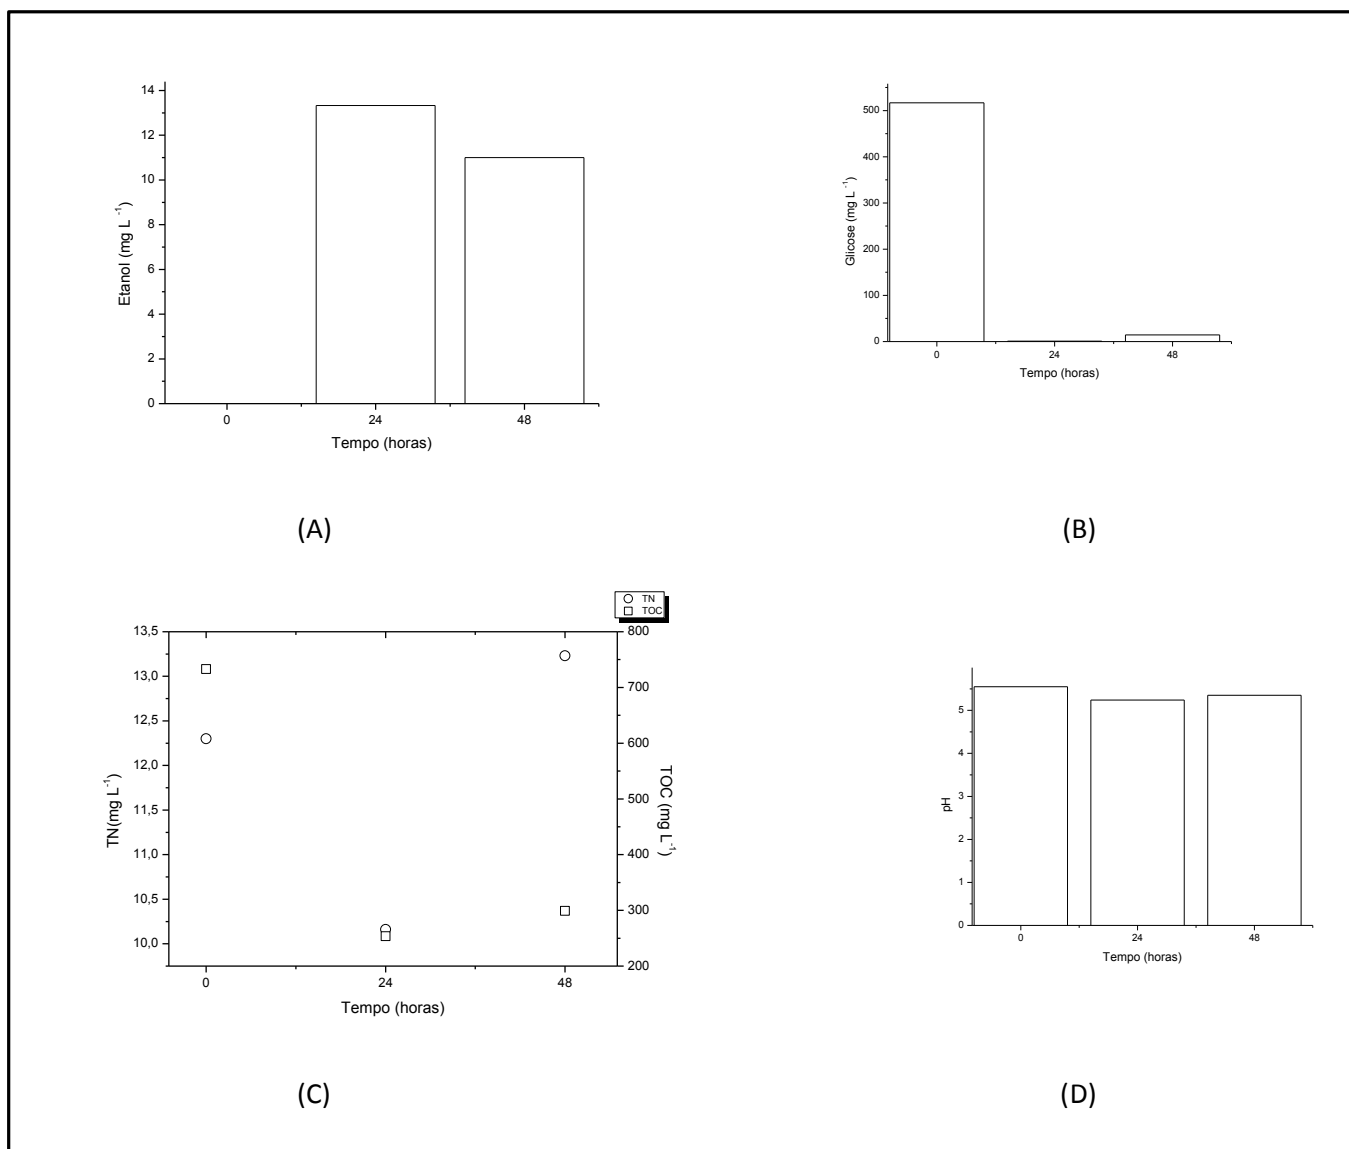 14
12
10
8
6
4
2
0
Etanol (mg L⁻¹)
0 24 48
Tempo (horas)
(A)
500
400
300
200
100
0
Glicose (mg L⁻¹)
0 24 48
Tempo (horas)
(B)
TN
TOC
13,5
13,0
12,5
12,0
11,5
11,0
10,5
10,0
TN(mg L⁻¹)
800
700
600
500
400
300
200
TOC (mg L⁻¹)
0 24 48
Tempo (horas)
(C)
5
4
3
2
1
0
pH
0 24 48
Tempo (horas)
(D)